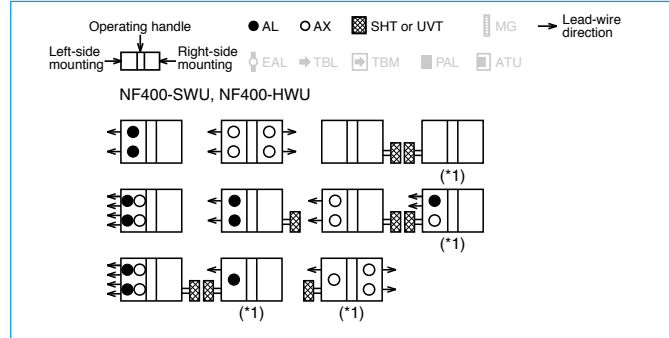 Operating handle
Left-side mounting
Right-side mounting
AL
AX
SHT or UVT
MG
Lead-wire direction
EAL
TBL
TBM
PAL
ATU
NF400-SWU, NF400-HWU
(*1)
(*1)
(*1)
(*1)